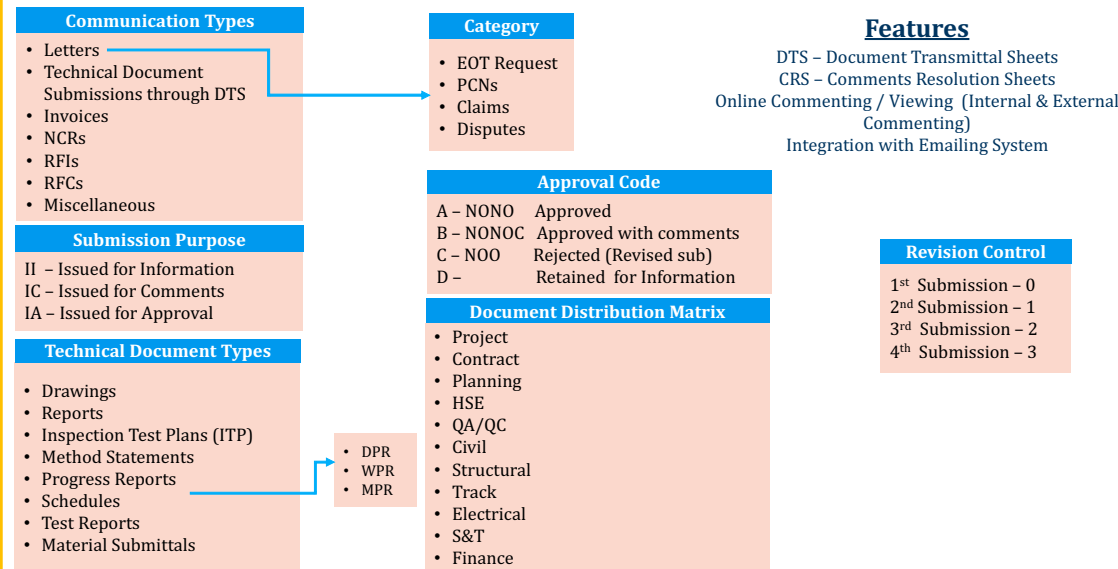 Communication Types
• Letters
• Technical Document
Submissions through DTS
• Invoices
• NCRs
• RFIs
• RFCs
• Miscellaneous
Submission Purpose
II – Issued for Information
IC – Issued for Comments
IA – Issued for Approval
Technical Document Types
• Drawings
• Reports
• Inspection Test Plans (ITP)
• Method Statements
• Progress Reports
• Schedules
• Test Reports
• Material Submittals
• DPR
• WPR
• MPR
Category
• EOT Request
• PCNs
• Claims
• Disputes
Approval Code
A – NONO Approved
B – NONOC Approved with comments
C – NOO Rejected (Revised sub)
D – Retained for Information
Document Distribution Matrix
• Project
• Contract
• Planning
• HSE
• QA/QC
• Civil
• Structural
• Track
• Electrical
• S&T
• Finance
Features
DTS – Document Transmittal Sheets
CRS – Comments Resolution Sheets
Online Commenting / Viewing (Internal & External
Commenting)
Integration with Emailing System
Revision Control
1st Submission – 0
2nd Submission – 1
3rd Submission – 2
4th Submission – 3